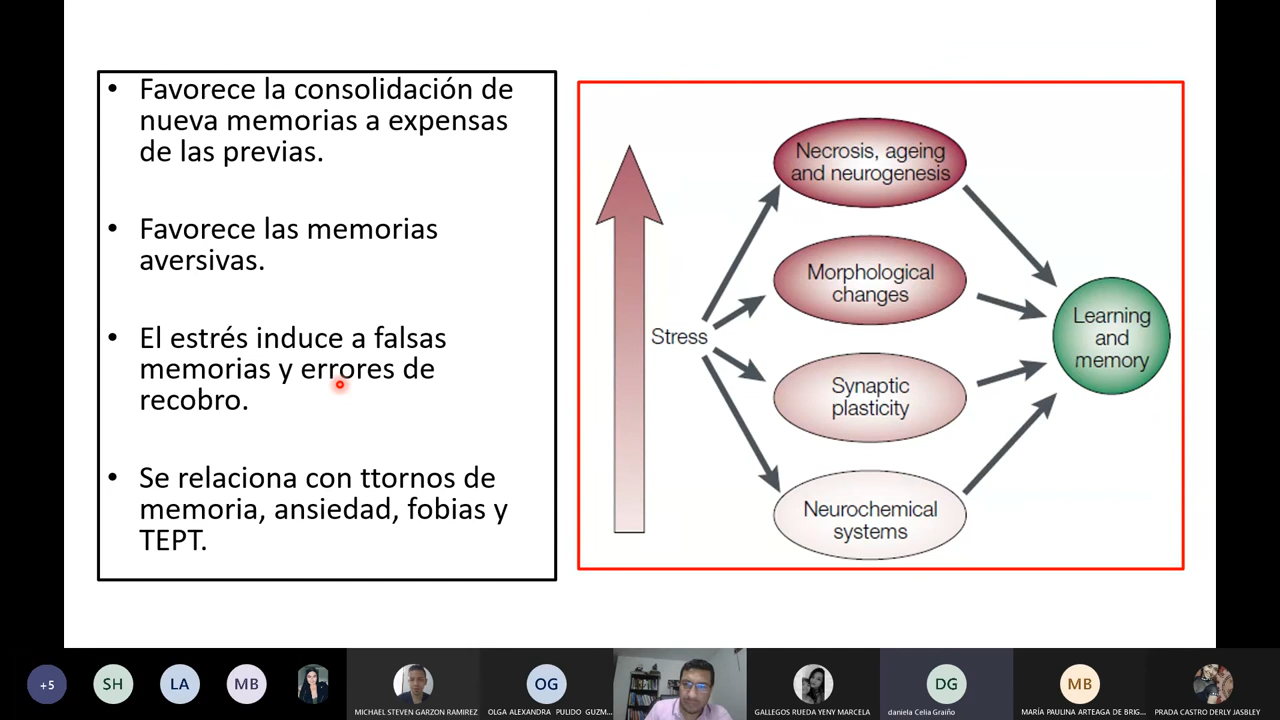 • Favorece la consolidación de
nueva memorias a expensas
de las previas.
• Favorece las memorias
aversivas.
• El estrés induce a falsas
memorias y errores de
recobro.
• Se relaciona con ttornos de
memoria, ansiedad, fobias y
TEPT.
Stress
Necrosis, ageing
and neurogenesis
Morphological
changes
Synaptic
plasticity
Neurochemical
systems
Learning
and
memory
+5
SH
LA
MB
MICHAEL STEVEN GARZON RAMIREZ
OG
OLGA ALEXANDRA PULIDO GUZM...
GALLEGOS RUEDA YENY MARCELA
DG
daniela Celia Graiño
MB
MARÍA PAULINA ARTEAGA DE BRIG...
PRADA CASTRO DERLY JASBLEY